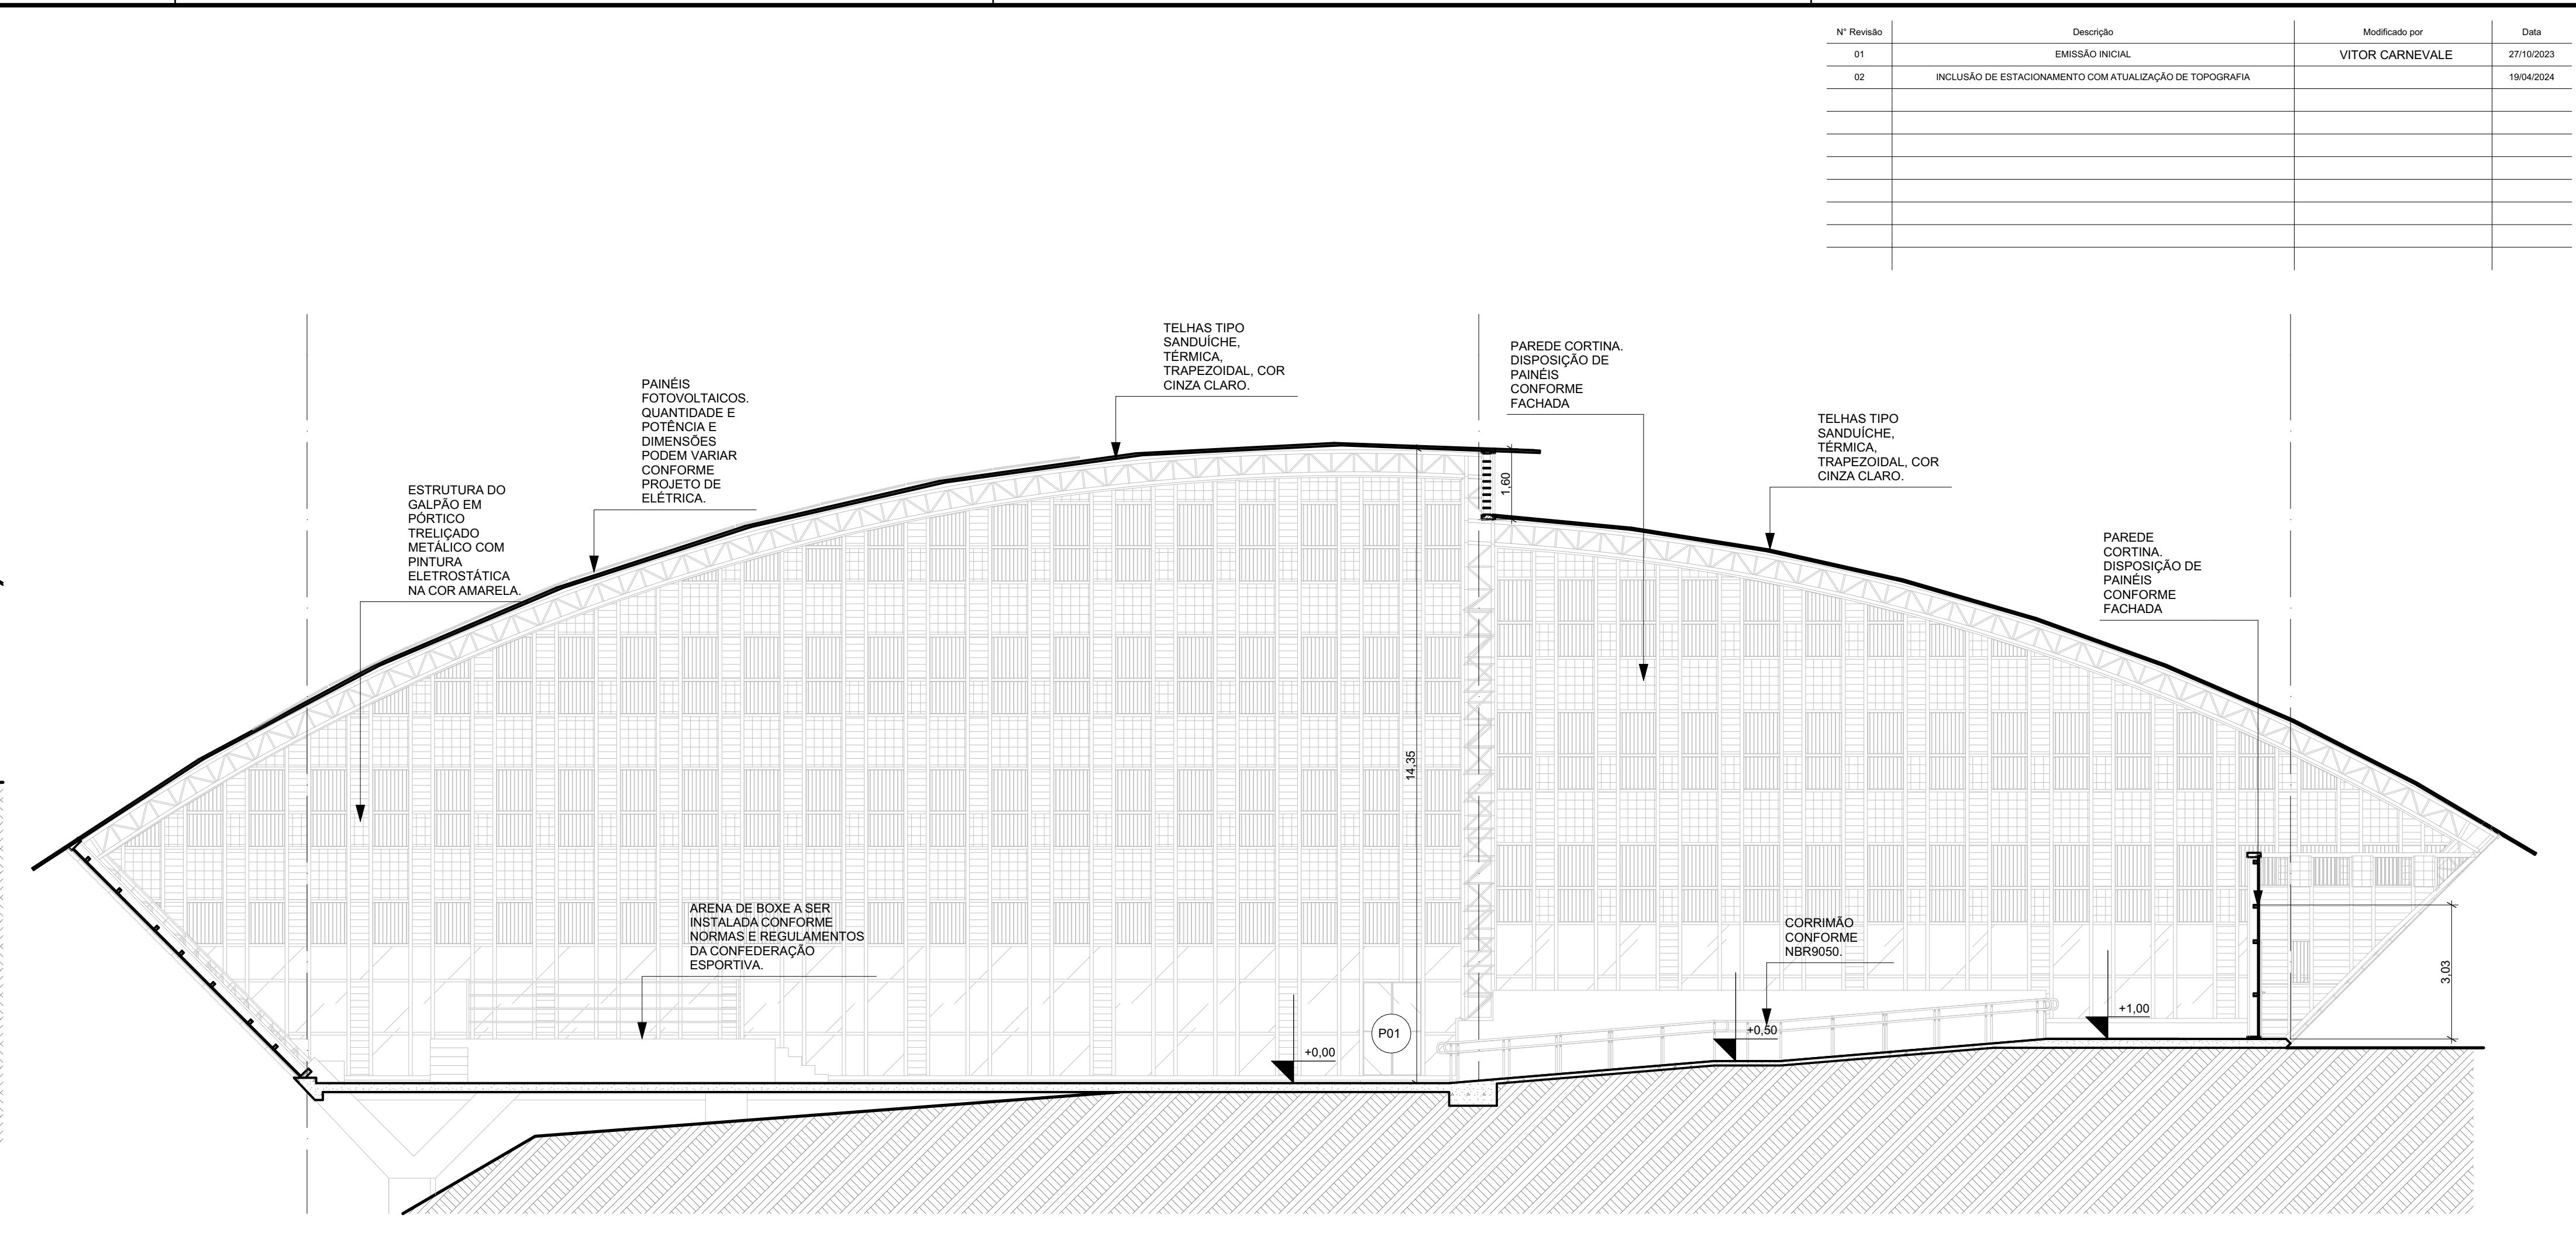 N° Revisão Descrição Modificado por Data
01 EMISSÃO INICIAL VITOR CARNEVALE 27/10/2023
02 INCLUSÃO DE ESTACIONAMENTO COM ATUALIZAÇÃO DE TOPOGRAFIA 19/04/2024
ESTRUTURA DO
GALPÃO EM
PÓRTICO
TRELIÇADO
METÁLICO COM
PINTURA
ELETROSTÁTICA
NA COR AMARELA.
PAINÉIS
FOTOVOLTAICOS.
QUANTIDADE E
POTÊNCIA E
DIMENSÕES
PODEM VARIAR
CONFORME
PROJETO DE
ELÉTRICA.
TELHAS TIPO
SANDUÍCHE,
TÉRMICA,
TRAPEZOIDAL, COR
CINZA CLARO.
PAREDE CORTINA.
DISPOSIÇÃO DE
PAINÉIS
CONFORME
FACHADA
TELHAS TIPO
SANDUÍCHE,
TÉRMICA,
TRAPEZOIDAL, COR
CINZA CLARO.
PAREDE
CORTINA.
DISPOSIÇÃO DE
PAINÉIS
CONFORME
FACHADA
1,60
14,35
ARENA DE BOXE A SER
INSTALADA CONFORME
NORMAS E REGULAMENTOS
DA CONFEDERAÇÃO
ESPORTIVA.
CORRIMÃO
CONFORME
NBR9050.
3,03
+0,00
P01
+0,50
+1,00